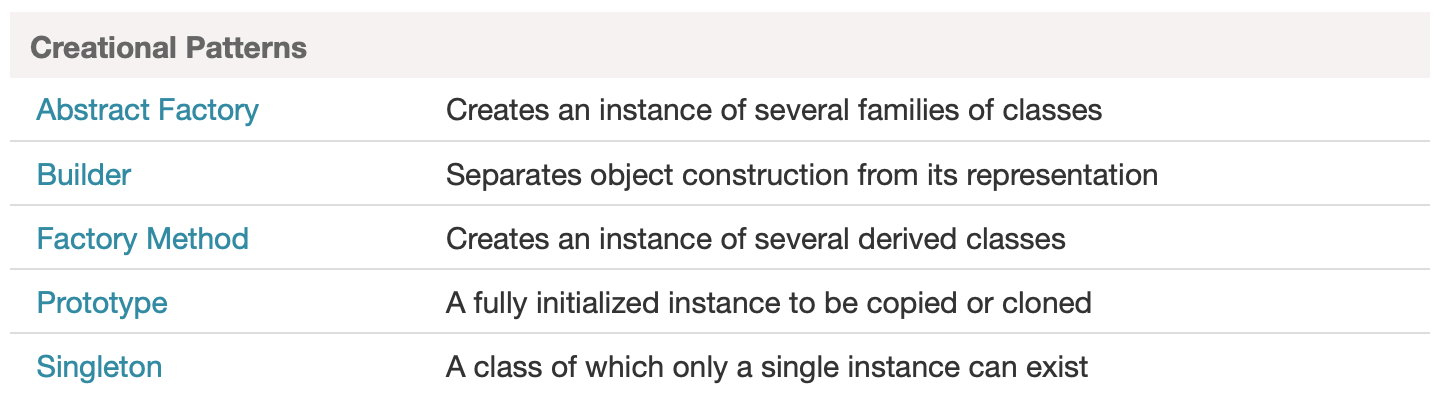 Creational Patterns
Abstract Factory Creates an instance of several families of classes
Builder Separates object construction from its representation
Factory Method Creates an instance of several derived classes
Prototype A fully initialized instance to be copied or cloned
Singleton A class of which only a single instance can exist